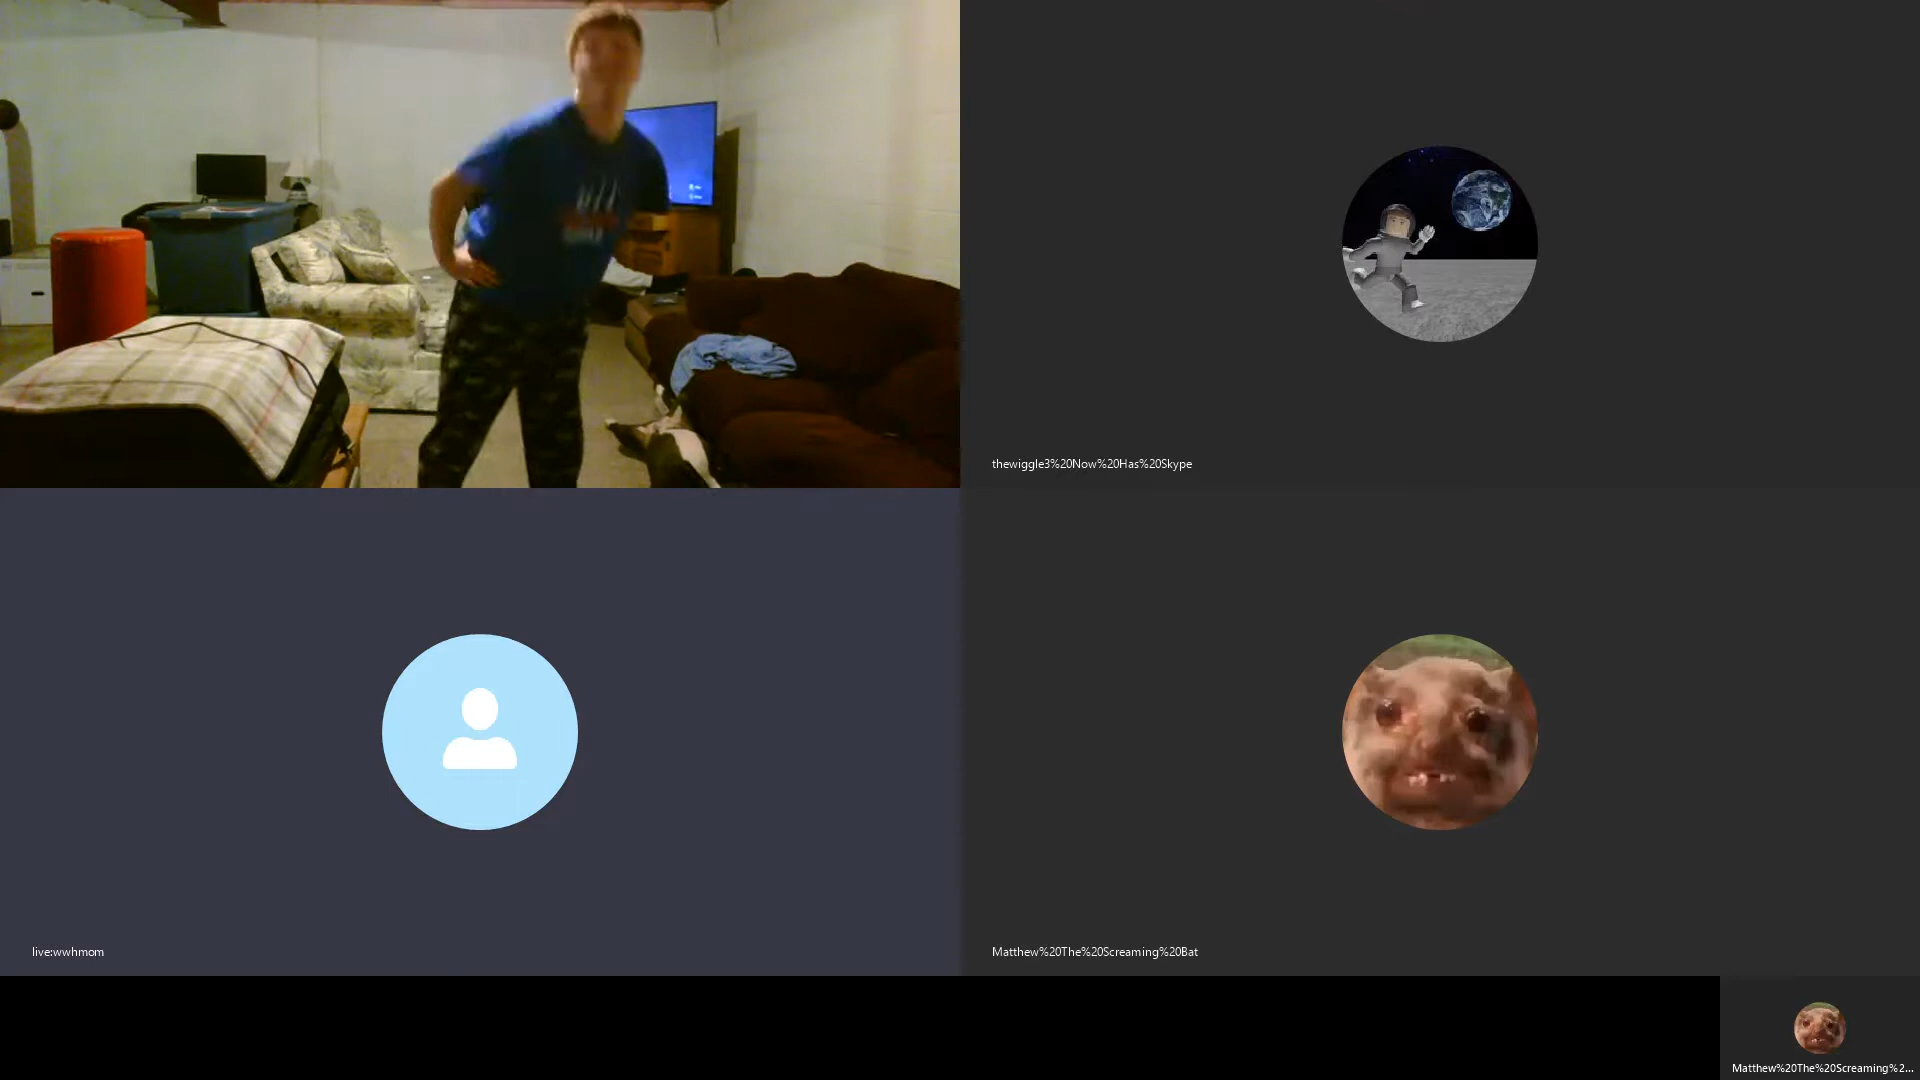 thewiggle3%20Now%20Has%20Skype
live:wwhmom
Matthew%20The%20Screaming%20Bat
Matthew%20The%20Screaming%2...